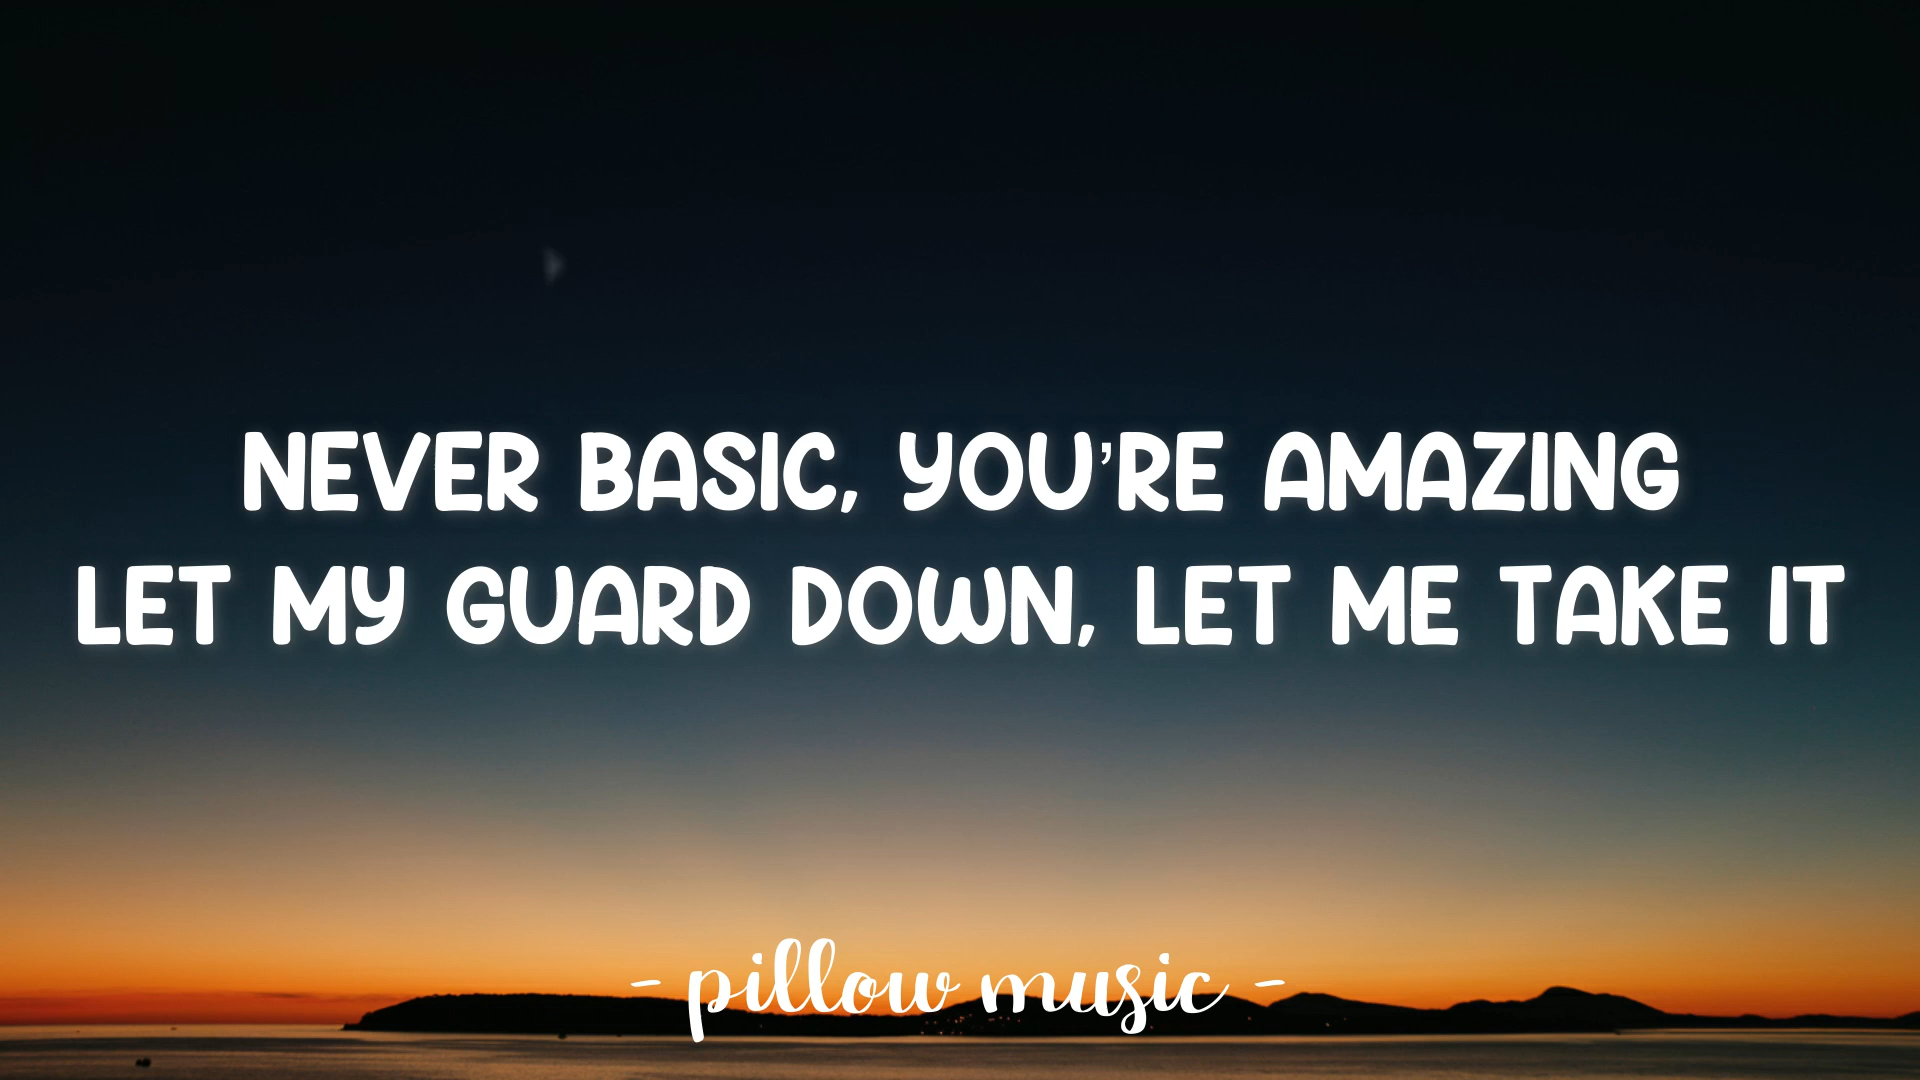 NEVER BASIC, YOU'RE AMAZING
LET MY GUARD DOWN, LET ME TAKE IT
- pillow music -